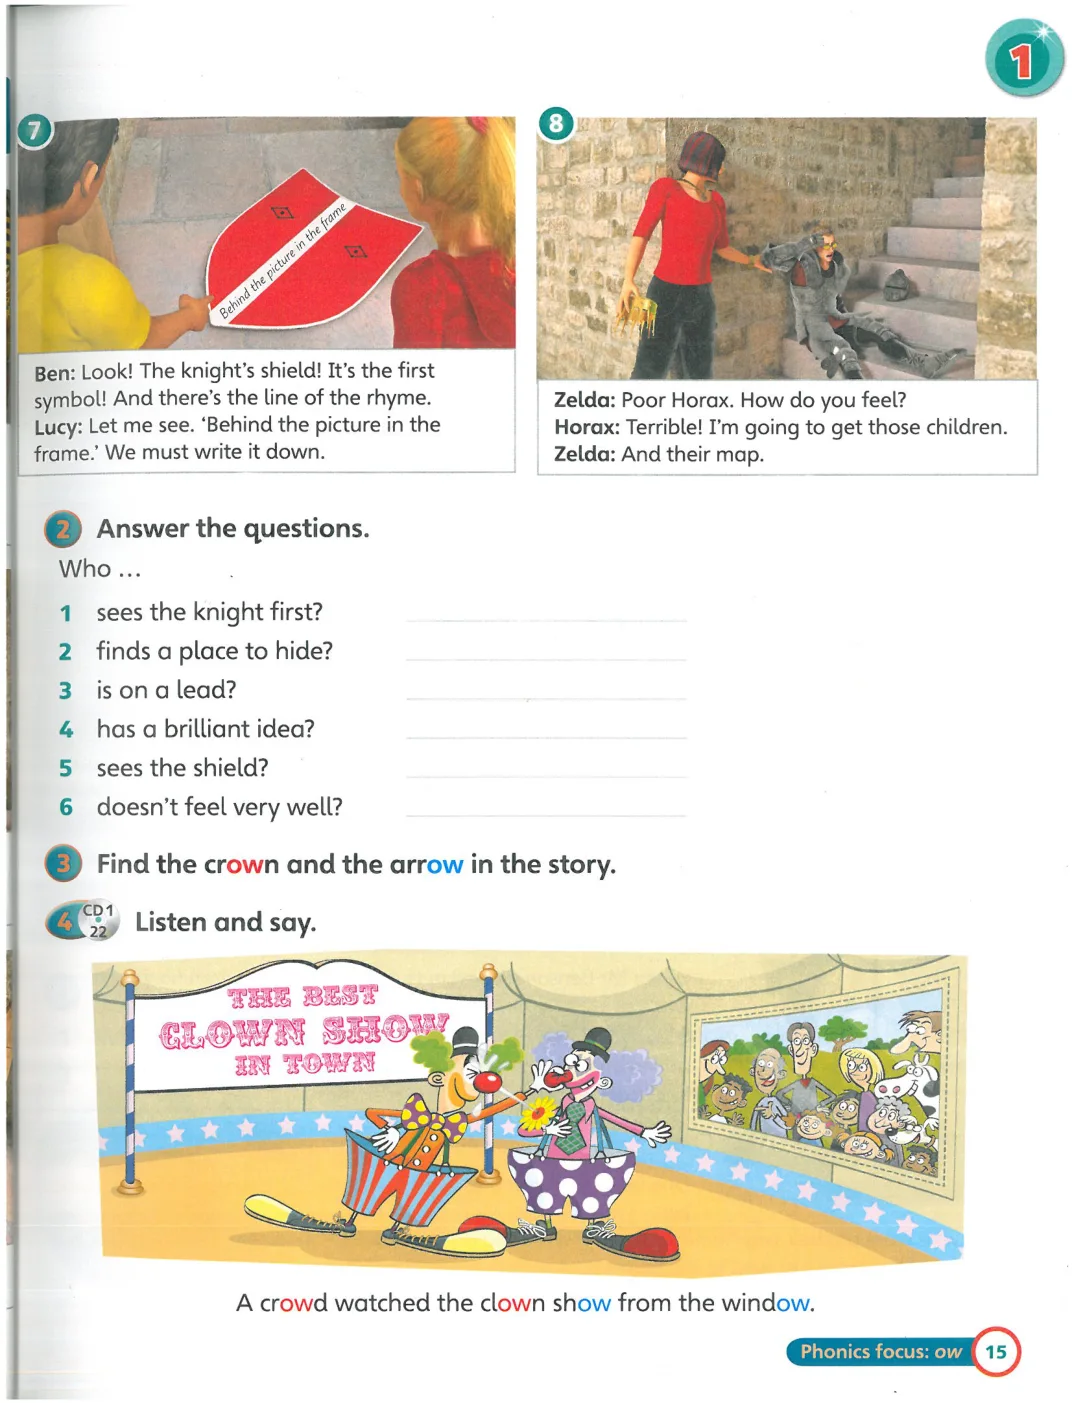 1
7
Behind the picture in the frame
Ben: Look! The knight's shield! It's the first
symbol! And there's the line of the rhyme.
Lucy: Let me see. 'Behind the picture in the
frame.' We must write it down.
8
Zelda: Poor Horax. How do you feel?
Horax: Terrible! I'm going to get those children.
Zelda: And their map.
2 Answer the questions.
Who ...
1 sees the knight first?
2 finds a place to hide?
3 is on a lead?
4 has a brilliant idea?
5 sees the shield?
6 doesn't feel very well?
3 Find the crown and the arrow in the story.
4 CD1 22 Listen and say.
THE BEST
CLOWN SHOW
IN TOWN
A crowd watched the clown show from the window.
Phonics focus: ow 15